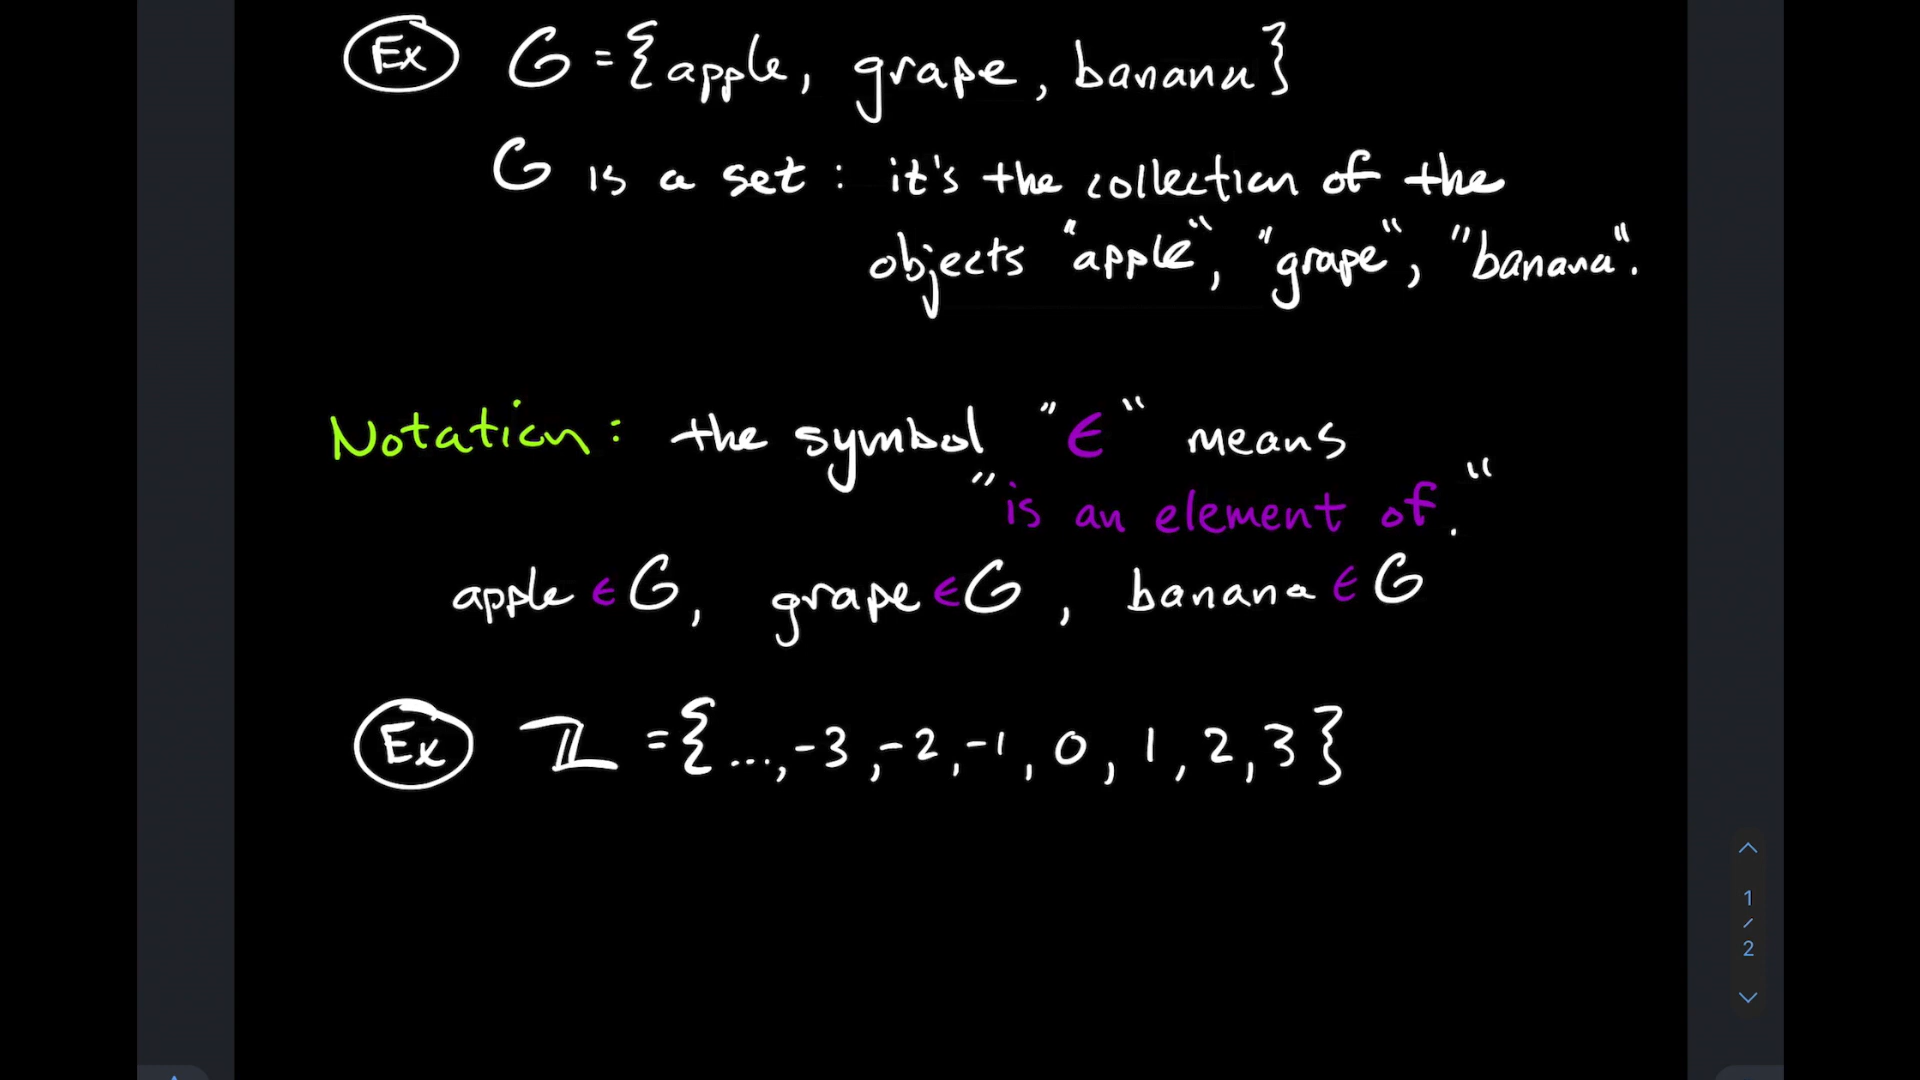 Ex G = {apple, grape, banana}
G is a set : it's the collection of the
objects "apple", "grape", "banana".
Notation: the symbol "∈" means
"is an element of."
apple ∈ G, grape ∈ G, banana ∈ G
Ex ℤ = {..., -3, -2, -1, 0, 1, 2, 3}
1
/
2